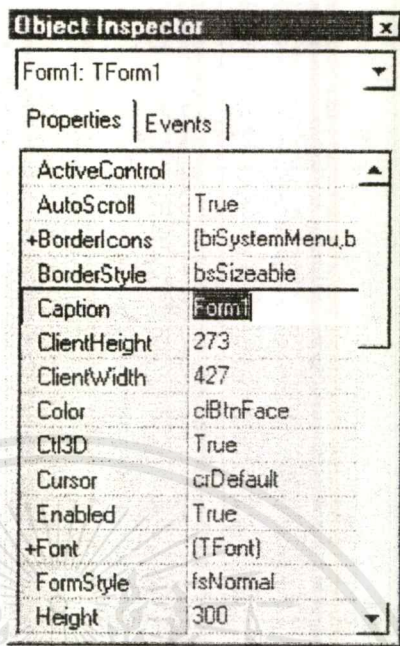 Object Inspector
Form1: TForm1
Properties Events
ActiveControl
AutoScroll True
+BorderIcons [biSystemMenu,b
BorderStyle bsSizeable
Caption Form1
ClientHeight 273
ClientWidth 427
Color clBtnFace
Ctl3D True
Cursor crDefault
Enabled True
+Font (TFont)
FormStyle fsNormal
Height 300